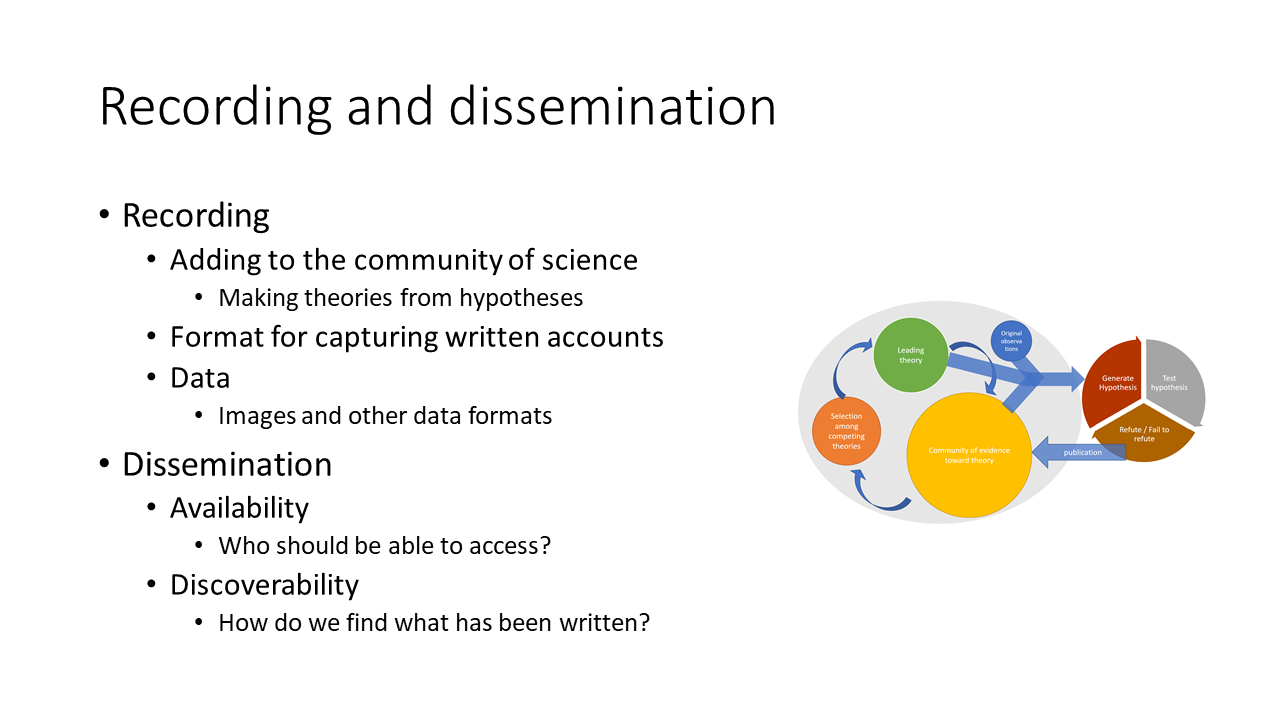 Recording and dissemination
• Recording
• Adding to the community of science
• Making theories from hypotheses
• Format for capturing written accounts
• Data
• Images and other data formats
• Dissemination
• Availability
• Who should be able to access?
• Discoverability
• How do we find what has been written?
Leading
theory
Original
observa
tions
Selection
among
competing
theories
Community of evidence
toward theory
Generate
Hypothesis
Test
hypothesis
Refute / Fail to
refute
publication